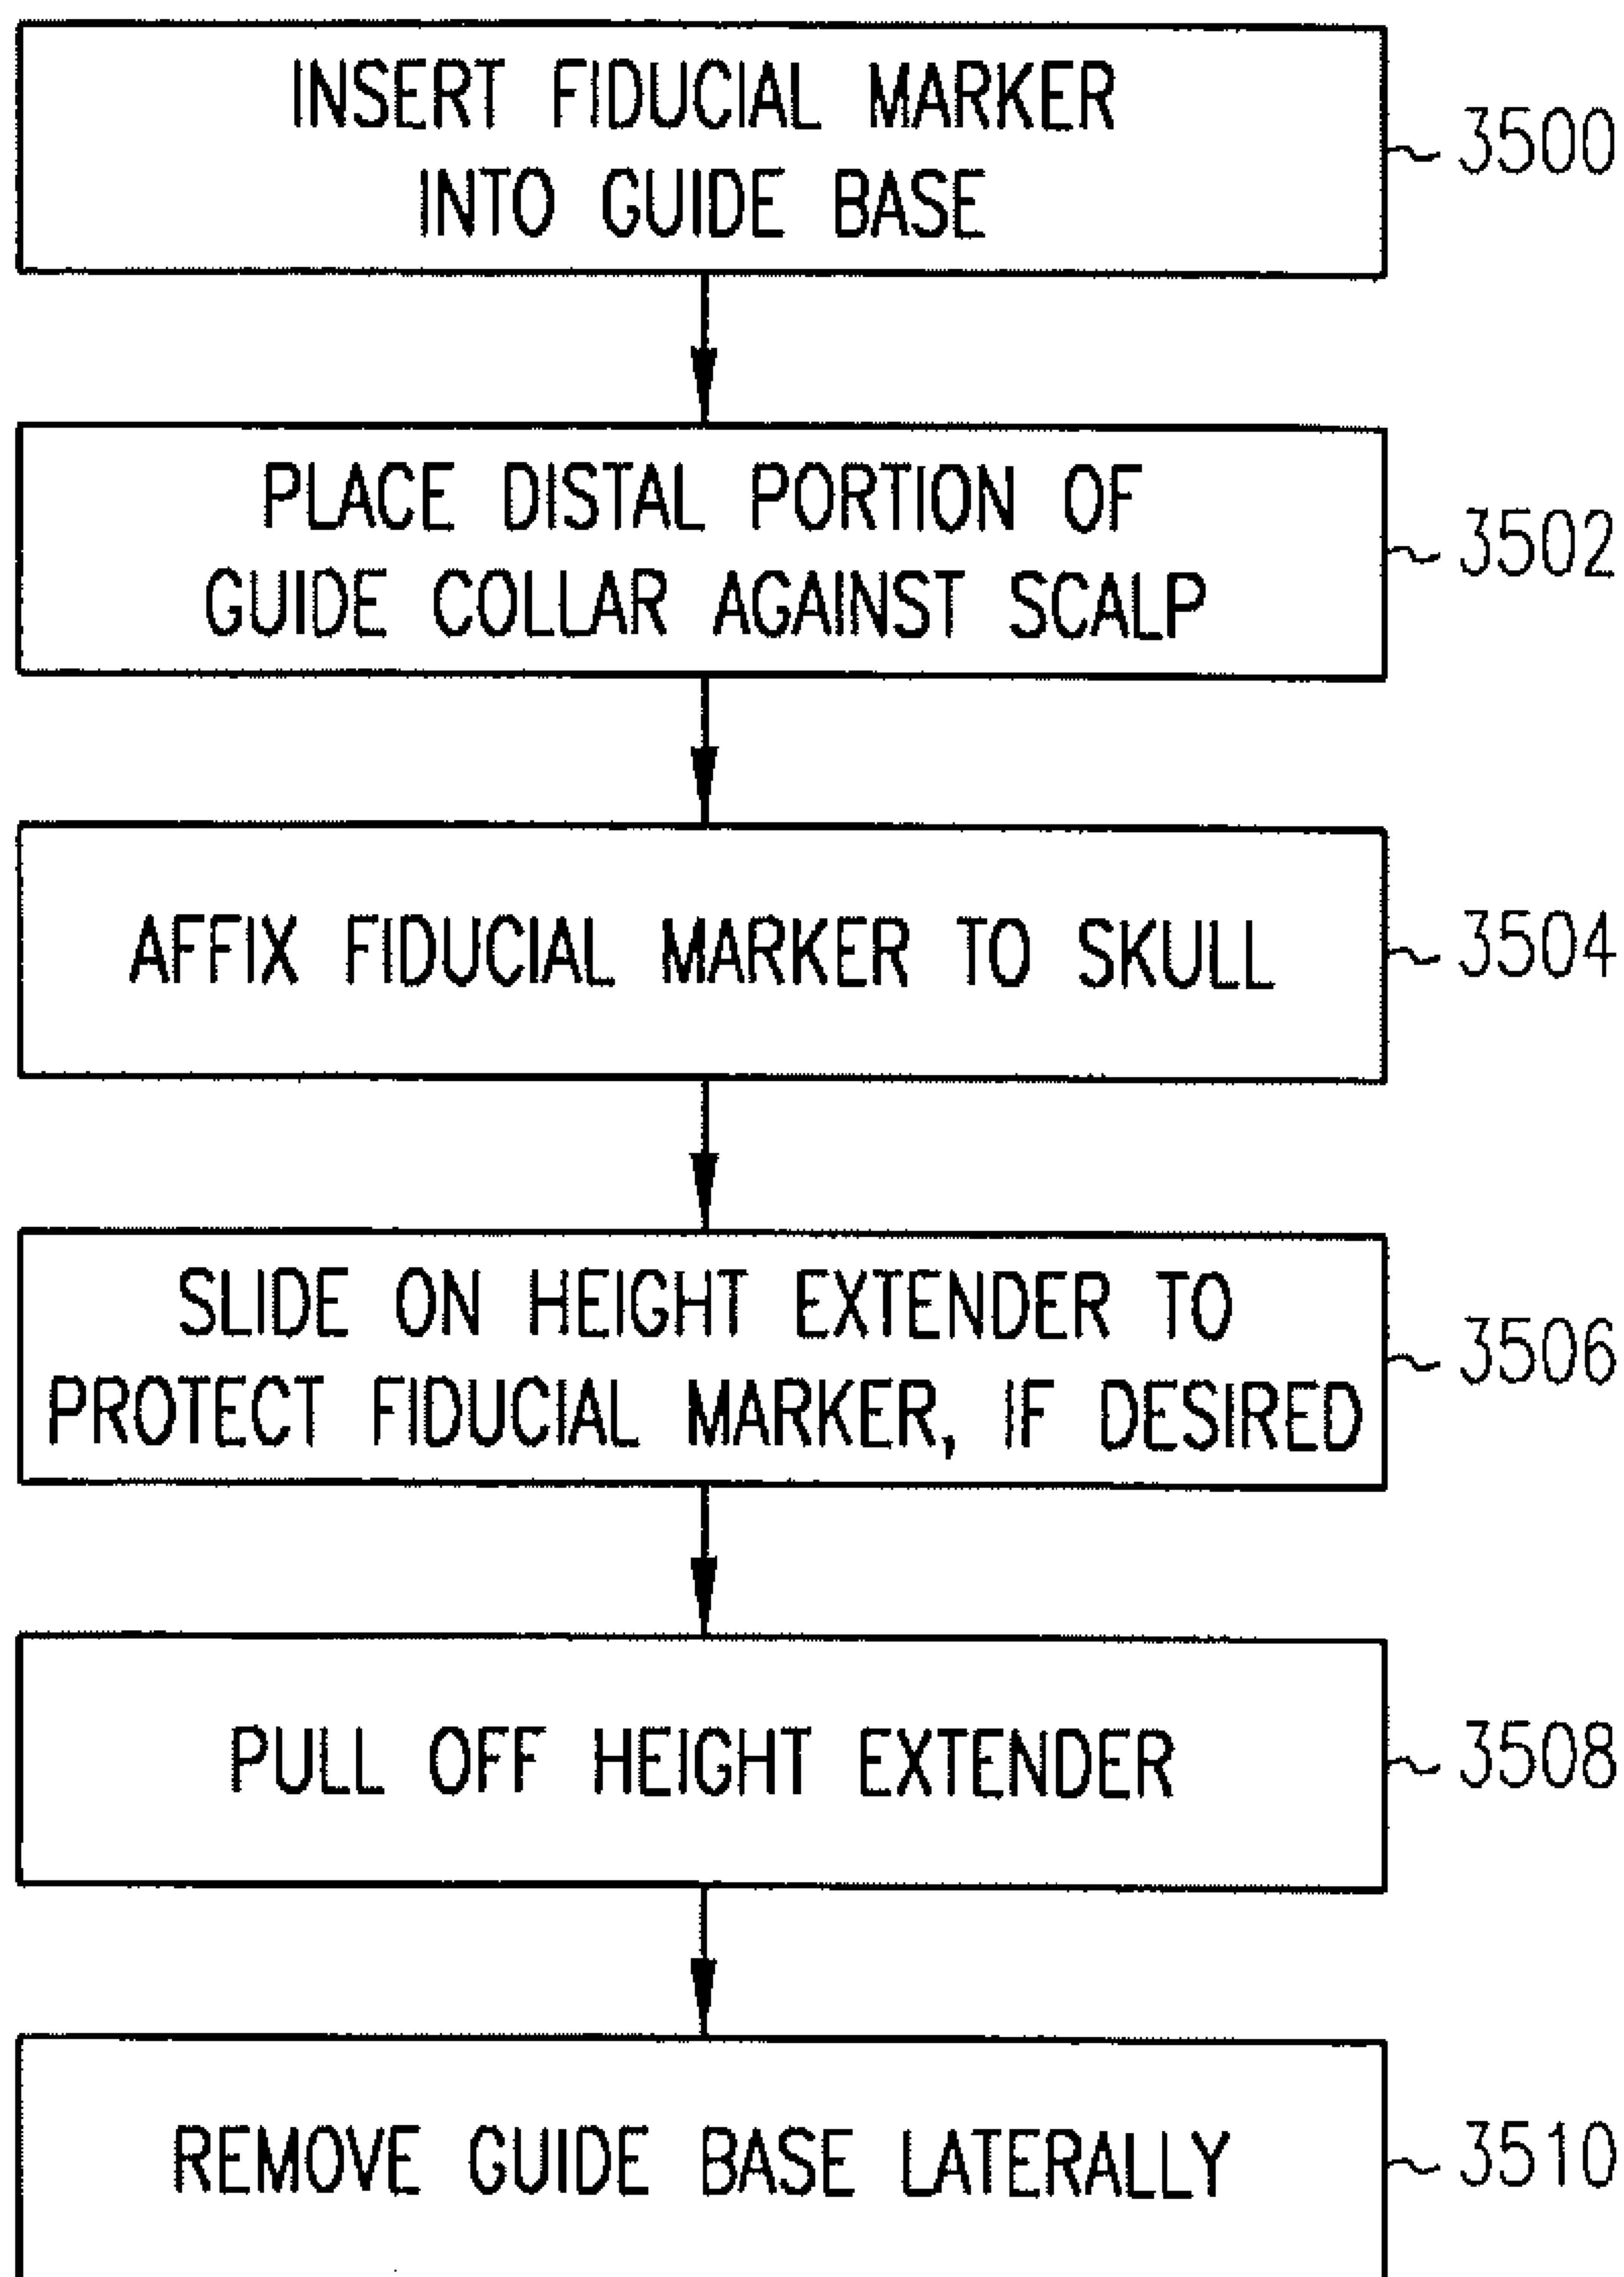 INSERT FIDUCIAL MARKER
INTO GUIDE BASE
3500
PLACE DISTAL PORTION OF
GUIDE COLLAR AGAINST SCALP
3502
AFFIX FIDUCIAL MARKER TO SKULL
3504
SLIDE ON HEIGHT EXTENDER TO
PROTECT FIDUCIAL MARKER, IF DESIRED
3506
PULL OFF HEIGHT EXTENDER
3508
REMOVE GUIDE BASE LATERALLY
3510